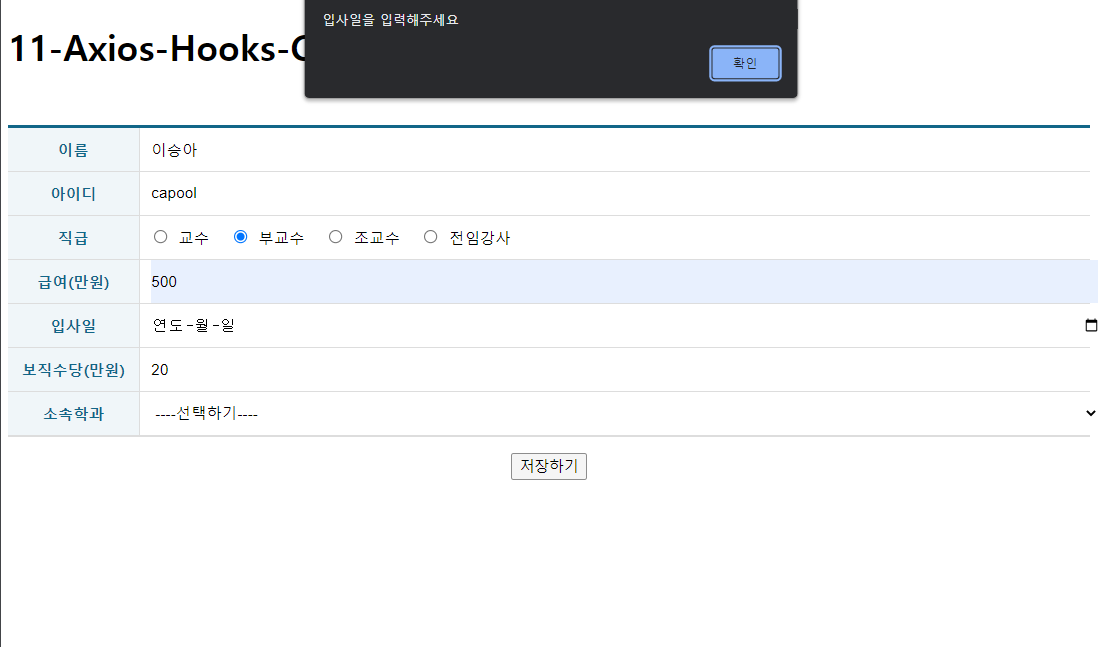 입사일을 입력해주세요
확인
11-Axios-Hooks-
이름 이승아
아이디 capool
직급 교수 부교수 조교수 전임강사
급여(만원) 500
입사일 연도-월-일
보직수당(만원) 20
소속학과 ----선택하기----
저장하기